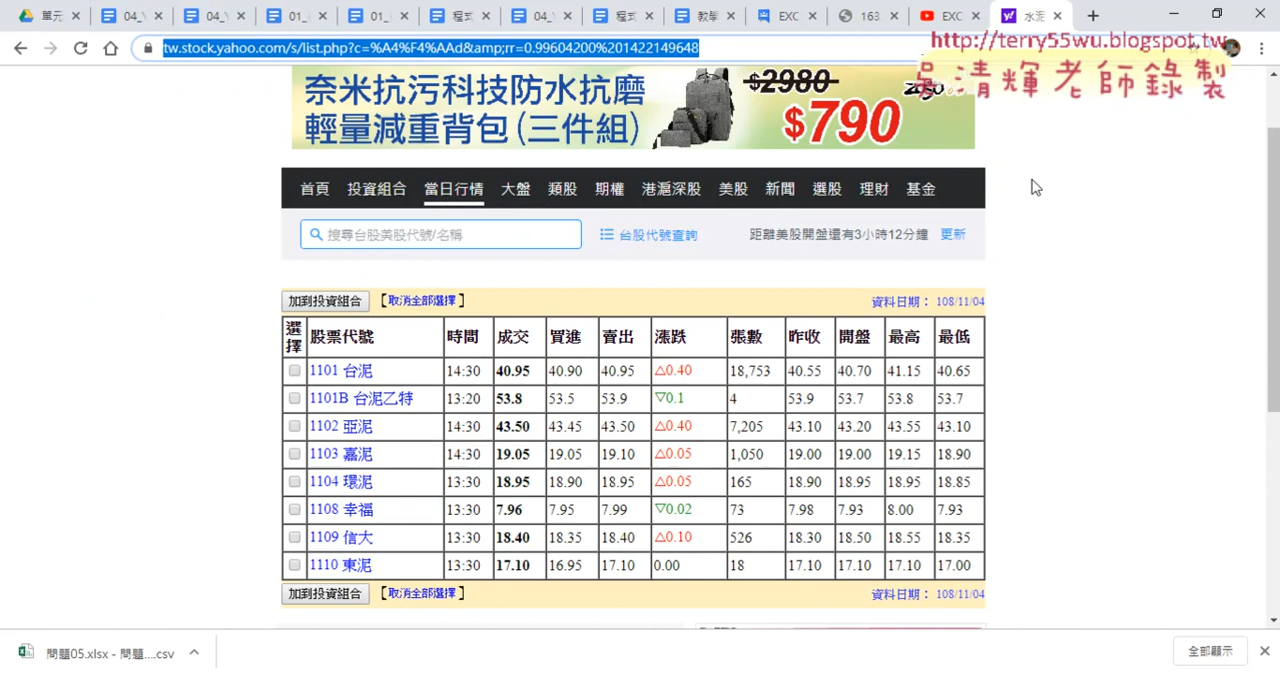 單元
04_\
04_\
01_
01_
程式
04_
程式
教學
EXC
163
EXC
水泥
tw.stock.yahoo.com/s/list.php?c=%A4%F4%AAd&amp;rr=0.99604200%201422149648
http://terry55wu.blogspot.tw
吳清輝老師錄製
奈米抗污科技防水抗磨
輕量減重背包(三件組)
$2980
$790
首頁 投資組合 當日行情 大盤 類股 期權 港滬深股 美股 新聞 選股 理財 基金
搜尋台股美股代號/名稱
台股代號查詢
距離美股開盤還有3小時12分鐘 更新
加到投資組合 【取消全部選擇】 資料日期： 108/11/04
選擇 股票代號 時間 成交 買進 賣出 漲跌 張數 昨收 開盤 最高 最低
1101 台泥 14:30 40.95 40.90 40.95 △0.40 18,753 40.55 40.70 41.15 40.65
1101B 台泥乙特 13:20 53.8 53.5 53.9 ▽0.1 4 53.9 53.7 53.8 53.7
1102 亞泥 14:30 43.50 43.45 43.50 △0.40 7,205 43.10 43.20 43.55 43.10
1103 嘉泥 14:30 19.05 19.05 19.10 △0.05 1,050 19.00 19.00 19.15 18.90
1104 環泥 13:30 18.95 18.90 18.95 △0.05 165 18.90 18.95 18.95 18.85
1108 幸福 13:30 7.96 7.95 7.99 ▽0.02 73 7.98 7.93 8.00 7.93
1109 信大 13:30 18.40 18.35 18.40 △0.10 526 18.30 18.50 18.55 18.35
1110 東泥 13:30 17.10 16.95 17.10 0.00 18 17.10 17.10 17.10 17.00
加到投資組合 【取消全部選擇】 資料日期： 108/11/04
問題05.xlsx - 問題....csv
全部顯示